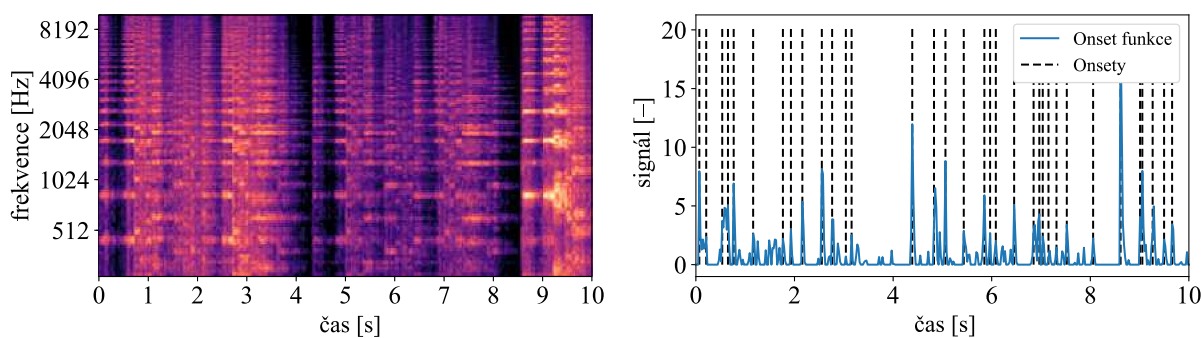 8192
4096
2048
1024
512
frekvence [Hz]
0 1 2 3 4 5 6 7 8 9 10
čas [s]
20
15
10
5
0
signál [–]
Onset funkce
Onsety
0 2 4 6 8 10
čas [s]